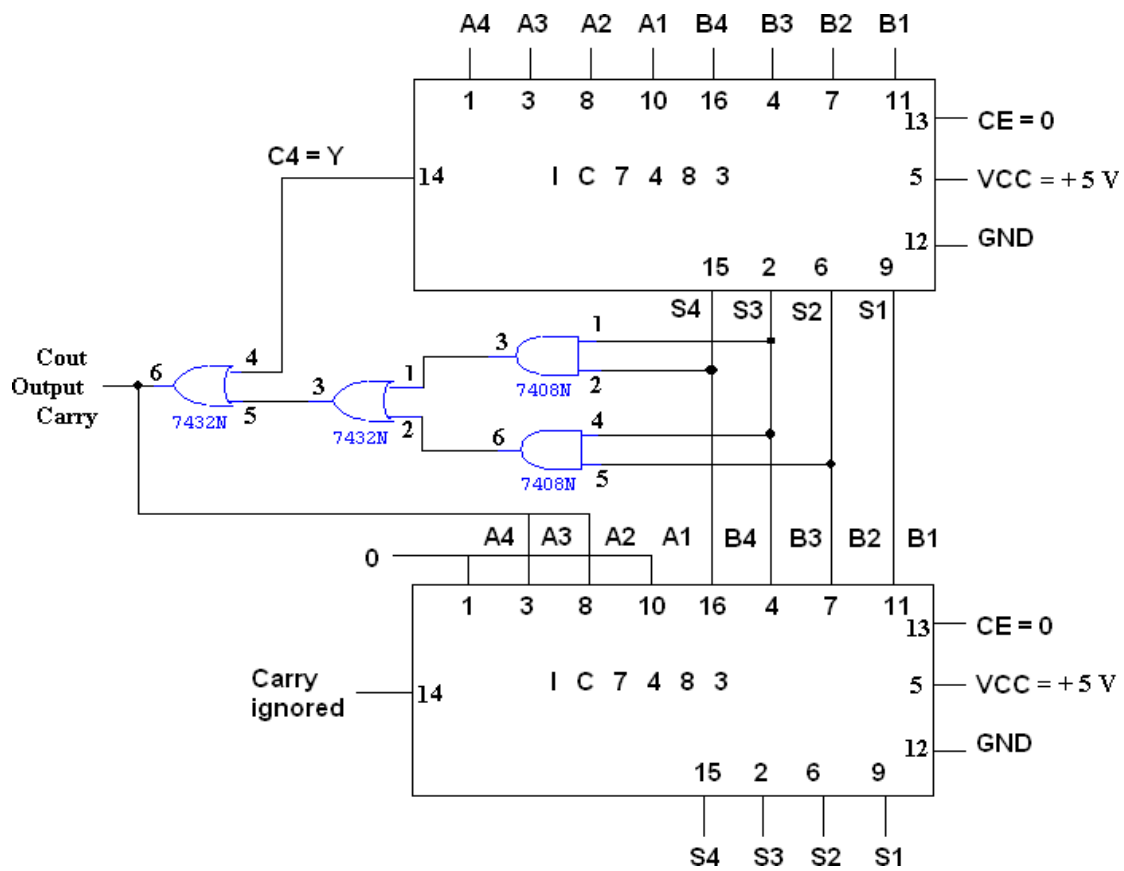 A4 A3 A2 A1 B4 B3 B2 B1
1 3 8 10 16 4 7 11
13 CE = 0
C4 = Y
14 I C 7 4 8 3 5 VCC = + 5 V
12 GND
15 2 6 9
S4 S3 S2 S1
1
3
2
7408N
4
Cout
Output
Carry
6
5
7432N
1
3
2
7432N
4
6
5
7408N
0
A4 A3 A2 A1 B4 B3 B2 B1
1 3 8 10 16 4 7 11
13 CE = 0
Carry
ignored
14 I C 7 4 8 3 5 VCC = + 5 V
12 GND
15 2 6 9
S4 S3 S2 S1